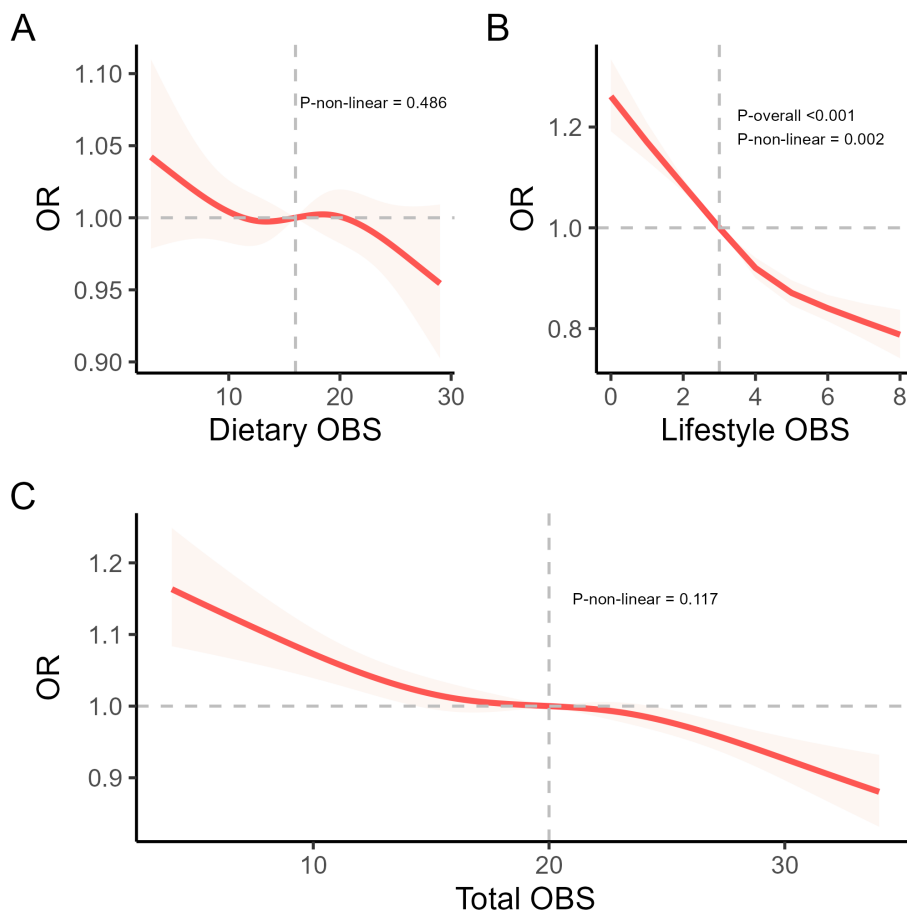 A
OR
1.10
1.05
1.00
0.95
0.90
P-non-linear = 0.486
10 20 30
Dietary OBS
B
OR
1.2
1.0
0.8
P-overall <0.001
P-non-linear = 0.002
0 2 4 6 8
Lifestyle OBS
C
OR
1.2
1.1
1.0
0.9
P-non-linear = 0.117
10 20 30
Total OBS